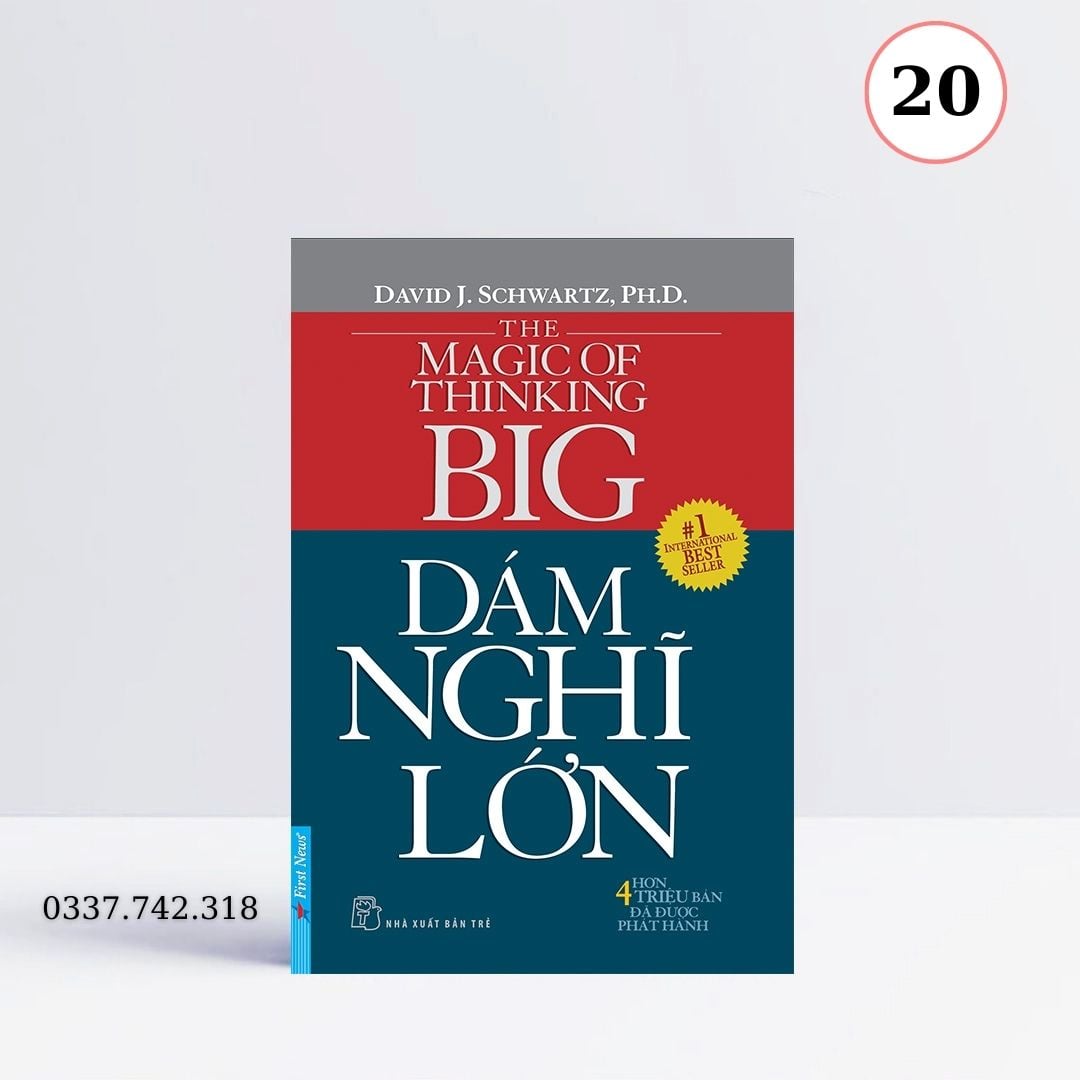 20
DAVID J. SCHWARTZ, PH.D.
THE
MAGIC OF
THINKING
BIG
#1
INTERNATIONAL
BEST
SELLER
DÁM
NGHĨ
LỚN
First News
0337.742.318
NHÀ XUẤT BẢN TRẺ
HƠN
4 TRIỆU BẢN
ĐÃ ĐƯỢC
PHÁT HÀNH